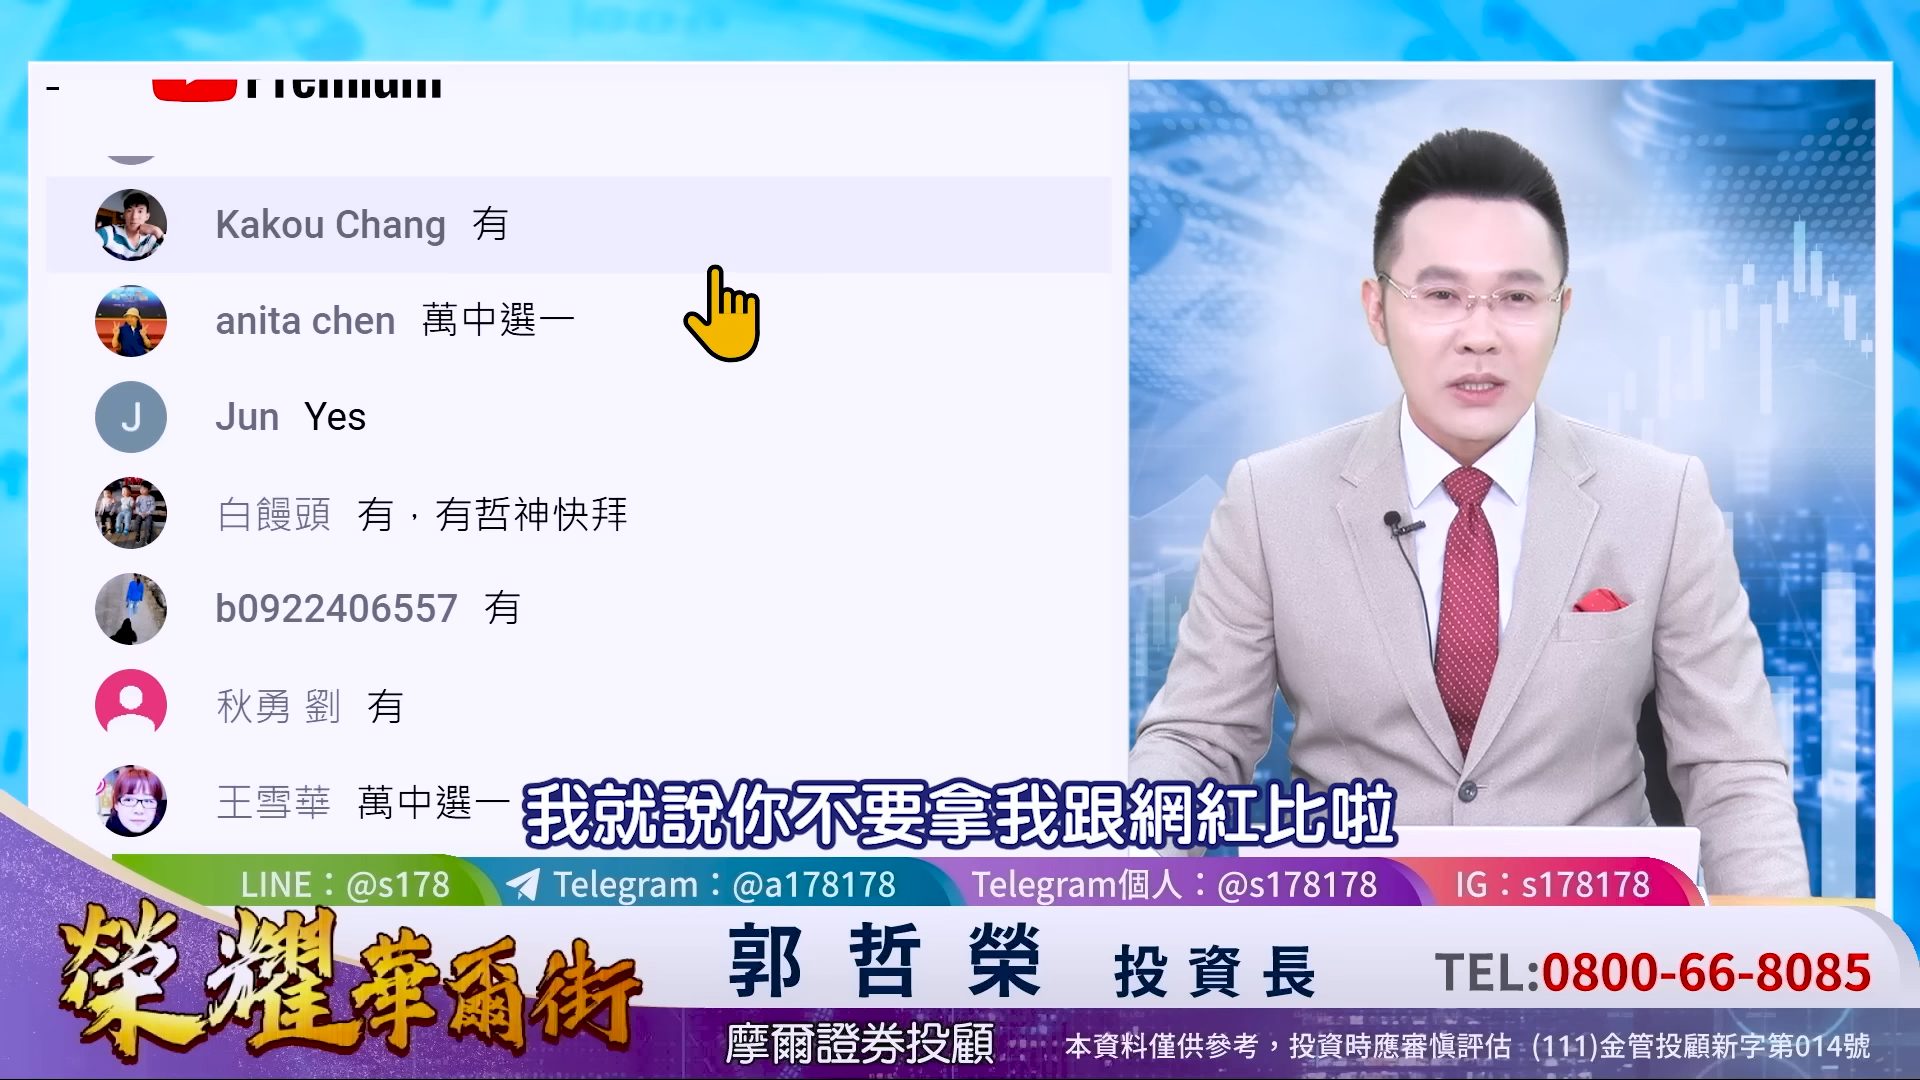 Premium
Kakou Chang 有
anita chen 萬中選一
J
Jun Yes
白饅頭 有，有哲神快拜
b0922406557 有
秋勇 劉 有
王雪華 萬中選一
我就說你不要拿我跟網紅比啦
LINE：@s178 Telegram：@a178178 Telegram個人：@s178178 IG：s178178
榮耀華爾街
郭哲榮 投資長 TEL:0800-66-8085
摩爾證券投顧 本資料僅供參考，投資時應審慎評估 (111)金管投顧新字第014號